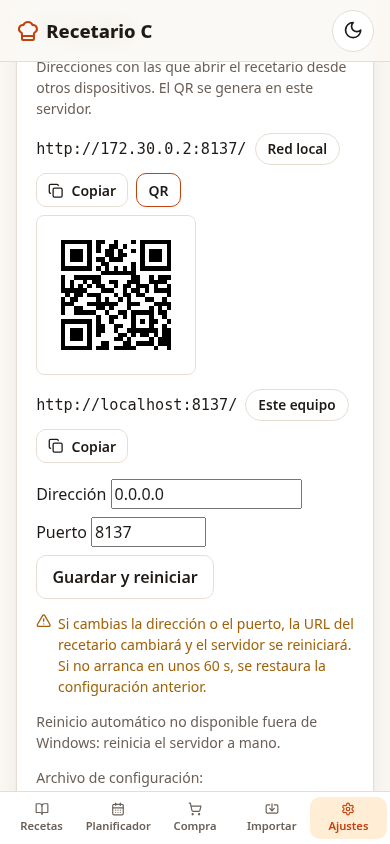 Recetario C
Direcciones con las que abrir el recetario desde
otros dispositivos. El QR se genera en este
servidor.
http://172.30.0.2:8137/ Red local
Copiar QR
http://localhost:8137/ Este equipo
Copiar
Dirección 0.0.0.0
Puerto 8137
Guardar y reiniciar
Si cambias la dirección o el puerto, la URL del
recetario cambiará y el servidor se reiniciará.
Si no arranca en unos 60 s, se restaura la
configuración anterior.
Reinicio automático no disponible fuera de
Windows: reinicia el servidor a mano.
Archivo de configuración:
Recetas Planificador Compra Importar Ajustes